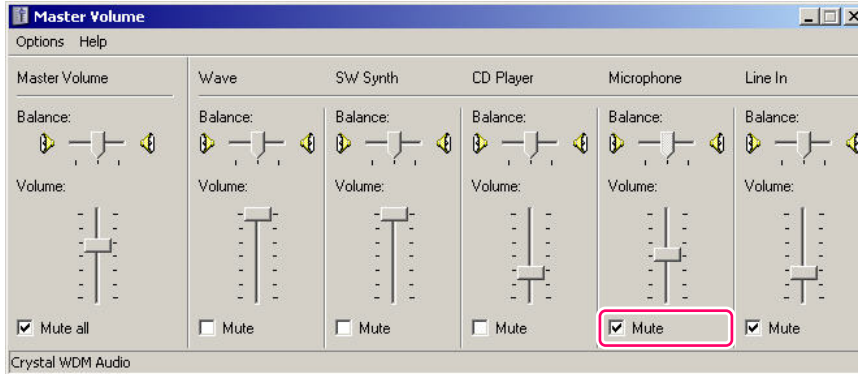 Master Volume
Options Help
Master Volume Wave SW Synth CD Player Microphone Line In
Balance: Balance: Balance: Balance: Balance: Balance:
Volume: Volume: Volume: Volume: Volume: Volume:
Mute all Mute Mute Mute Mute Mute
Crystal WDM Audio